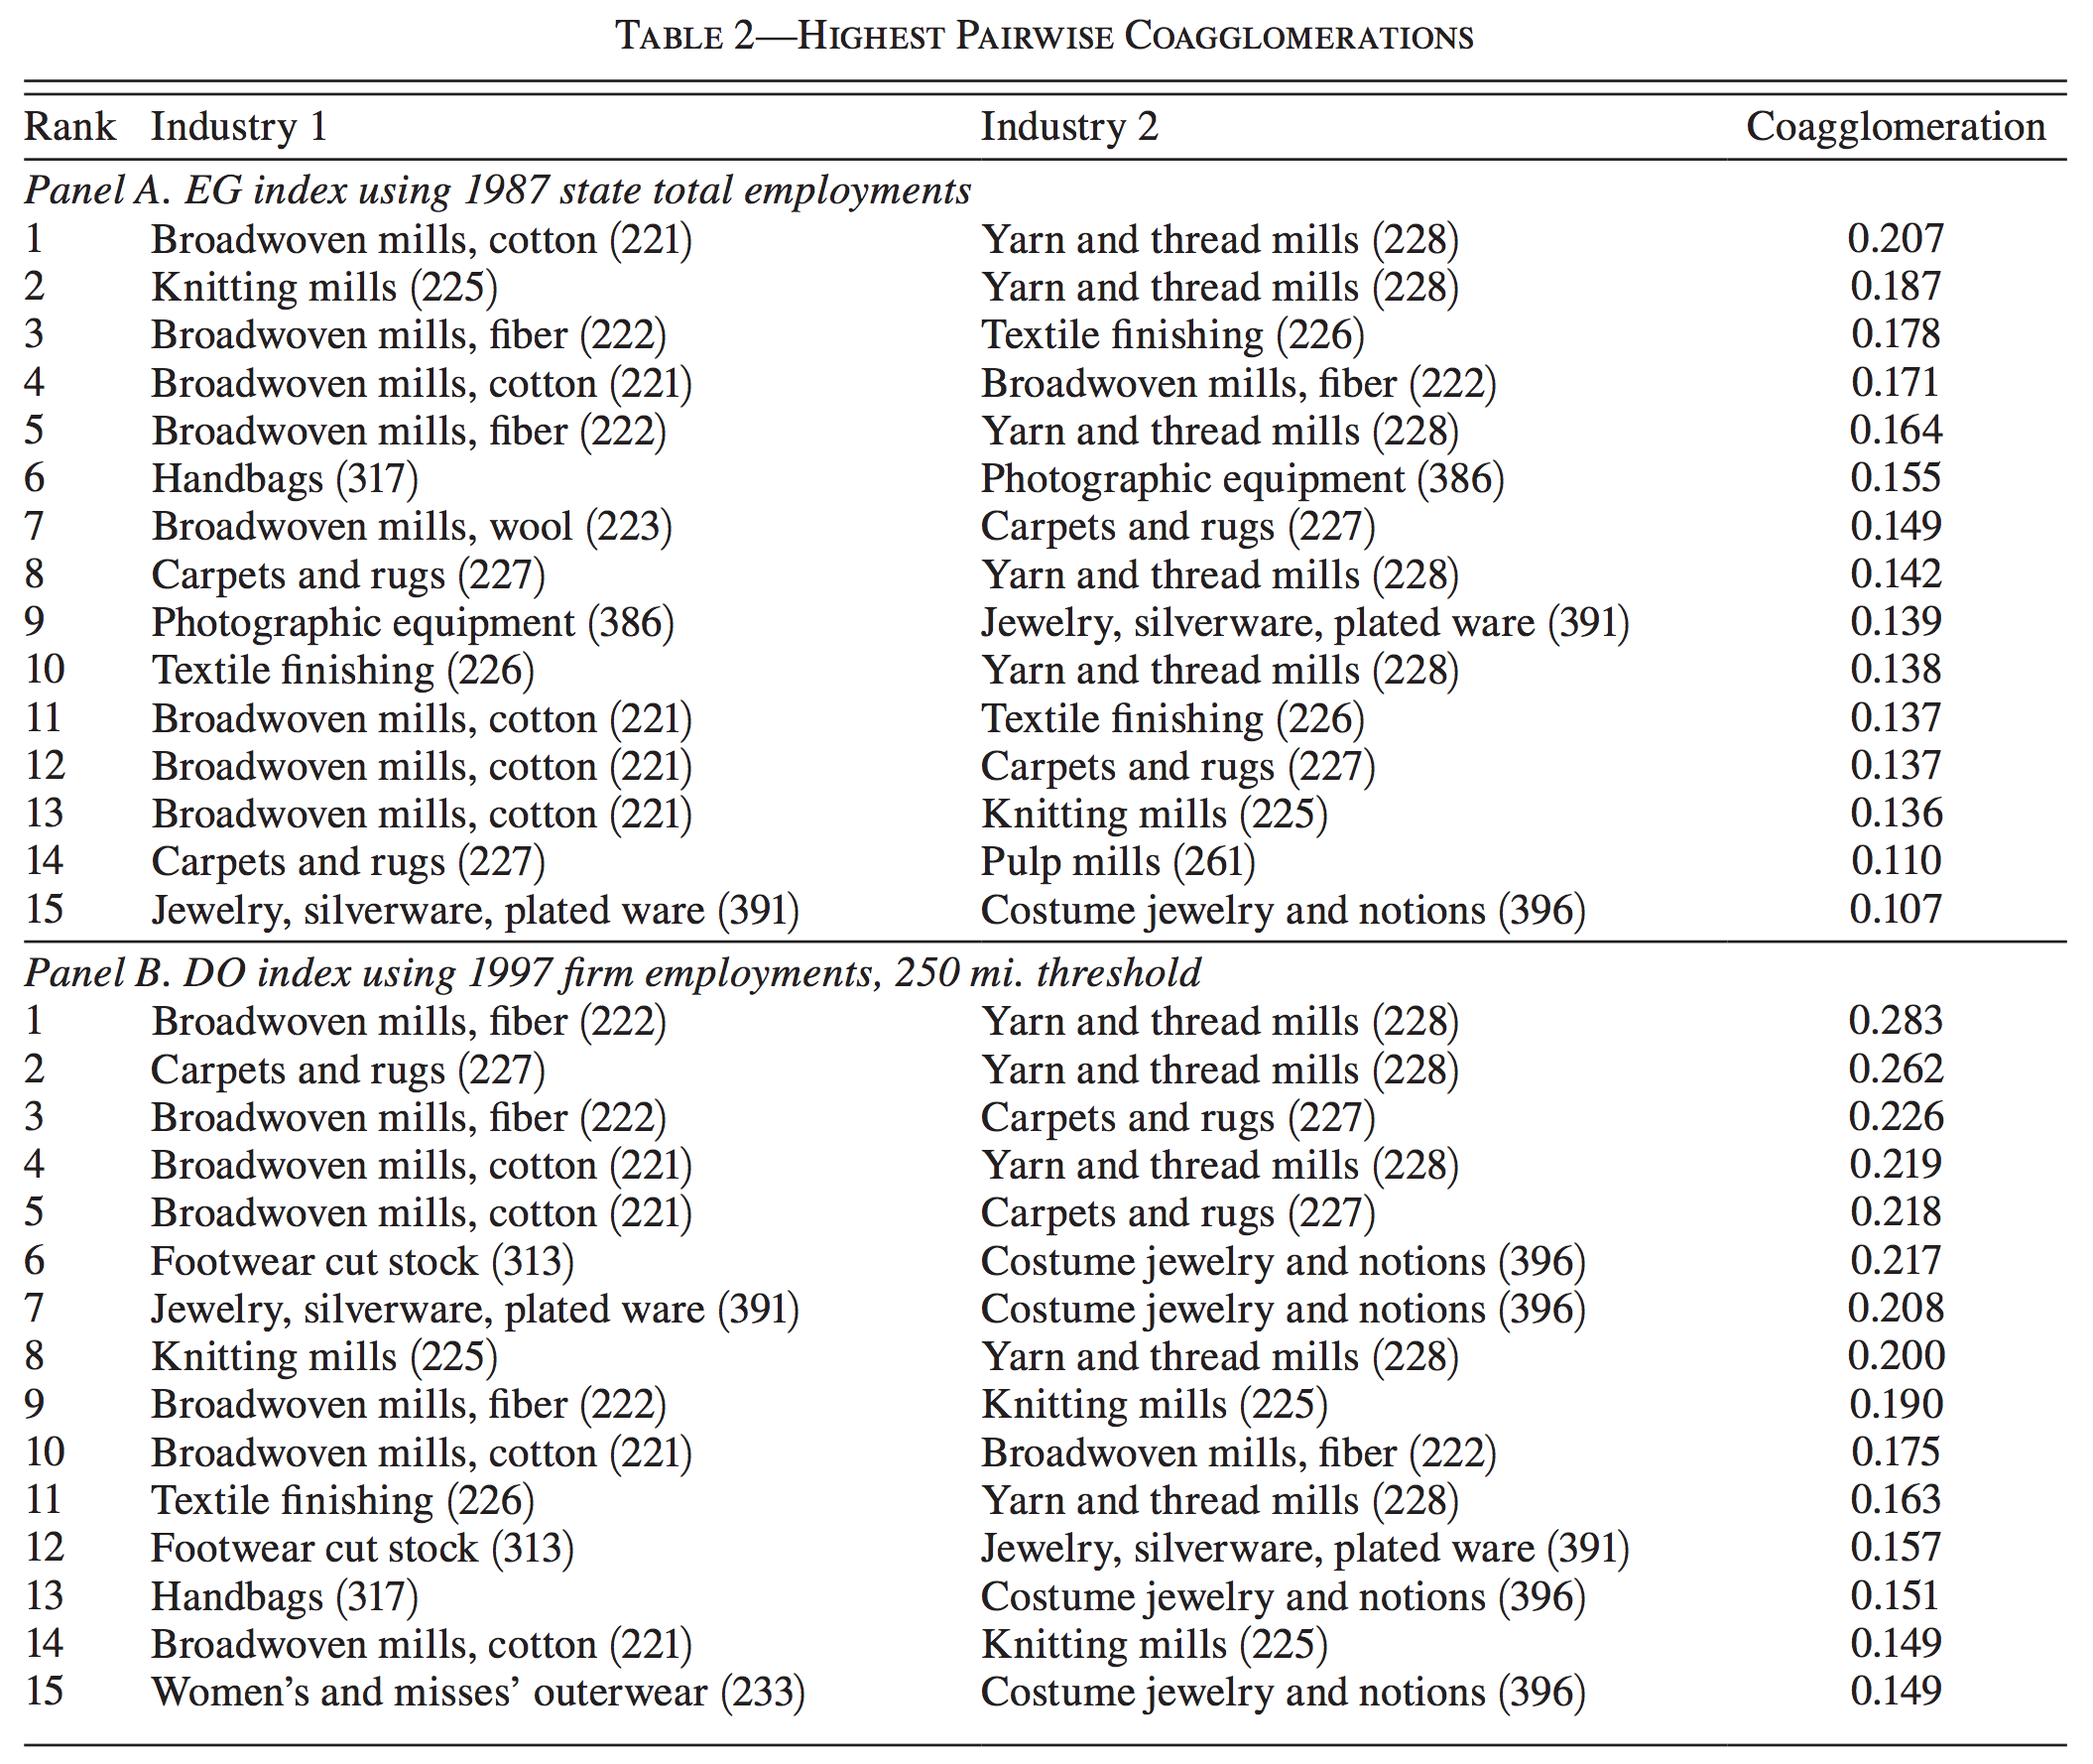 TABLE 2—HIGHEST PAIRWISE COAGGLOMERATIONS
Rank Industry 1 Industry 2 Coagglomeration
Panel A. EG index using 1987 state total employments
1 Broadwoven mills, cotton (221) Yarn and thread mills (228) 0.207
2 Knitting mills (225) Yarn and thread mills (228) 0.187
3 Broadwoven mills, fiber (222) Textile finishing (226) 0.178
4 Broadwoven mills, cotton (221) Broadwoven mills, fiber (222) 0.171
5 Broadwoven mills, fiber (222) Yarn and thread mills (228) 0.164
6 Handbags (317) Photographic equipment (386) 0.155
7 Broadwoven mills, wool (223) Carpets and rugs (227) 0.149
8 Carpets and rugs (227) Yarn and thread mills (228) 0.142
9 Photographic equipment (386) Jewelry, silverware, plated ware (391) 0.139
10 Textile finishing (226) Yarn and thread mills (228) 0.138
11 Broadwoven mills, cotton (221) Textile finishing (226) 0.137
12 Broadwoven mills, cotton (221) Carpets and rugs (227) 0.137
13 Broadwoven mills, cotton (221) Knitting mills (225) 0.136
14 Carpets and rugs (227) Pulp mills (261) 0.110
15 Jewelry, silverware, plated ware (391) Costume jewelry and notions (396) 0.107
Panel B. DO index using 1997 firm employments, 250 mi. threshold
1 Broadwoven mills, fiber (222) Yarn and thread mills (228) 0.283
2 Carpets and rugs (227) Yarn and thread mills (228) 0.262
3 Broadwoven mills, fiber (222) Carpets and rugs (227) 0.226
4 Broadwoven mills, cotton (221) Yarn and thread mills (228) 0.219
5 Broadwoven mills, cotton (221) Carpets and rugs (227) 0.218
6 Footwear cut stock (313) Costume jewelry and notions (396) 0.217
7 Jewelry, silverware, plated ware (391) Costume jewelry and notions (396) 0.208
8 Knitting mills (225) Yarn and thread mills (228) 0.200
9 Broadwoven mills, fiber (222) Knitting mills (225) 0.190
10 Broadwoven mills, cotton (221) Broadwoven mills, fiber (222) 0.175
11 Textile finishing (226) Yarn and thread mills (228) 0.163
12 Footwear cut stock (313) Jewelry, silverware, plated ware (391) 0.157
13 Handbags (317) Costume jewelry and notions (396) 0.151
14 Broadwoven mills, cotton (221) Knitting mills (225) 0.149
15 Women's and misses' outerwear (233) Costume jewelry and notions (396) 0.149